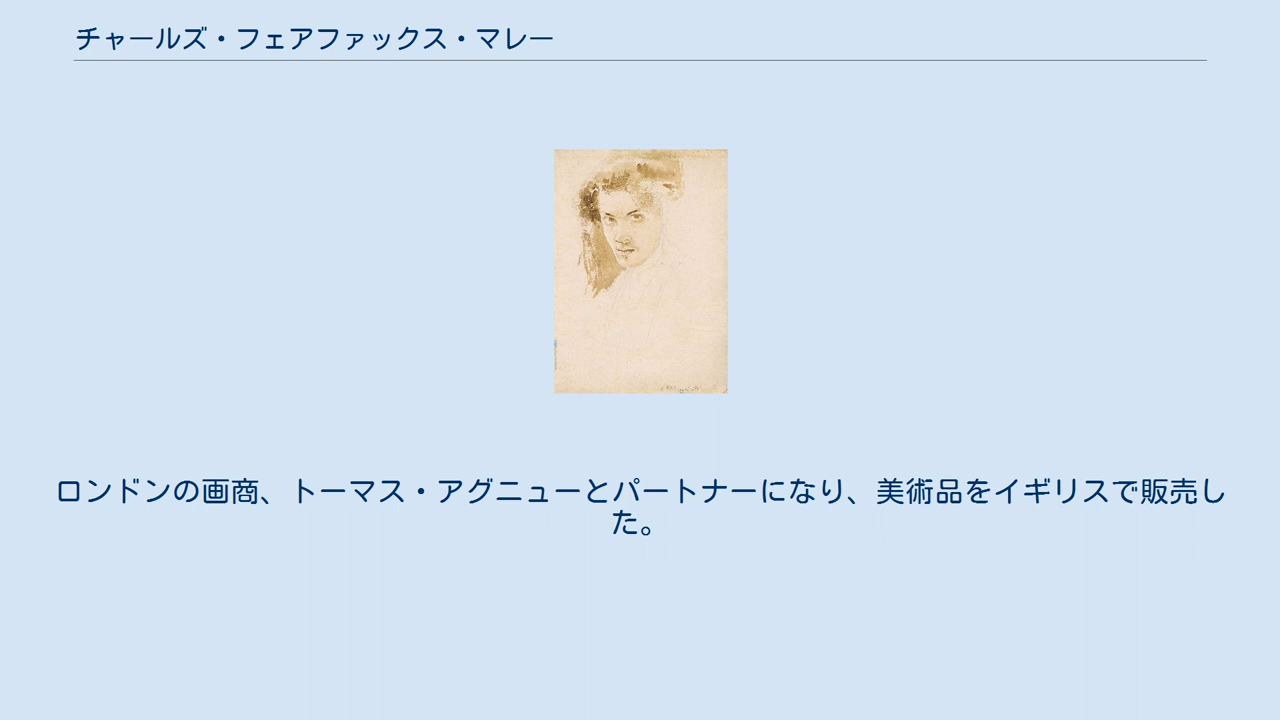 チャールズ・フェアファックス・マレー
ロンドンの画商、トーマス・アグニューとパートナーになり、美術品をイギリスで販売し
た。